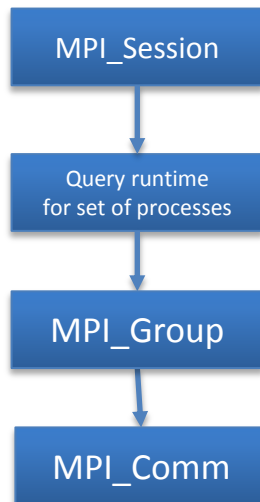 MPI_Session
Query runtime
for set of processes
MPI_Group
MPI_Comm